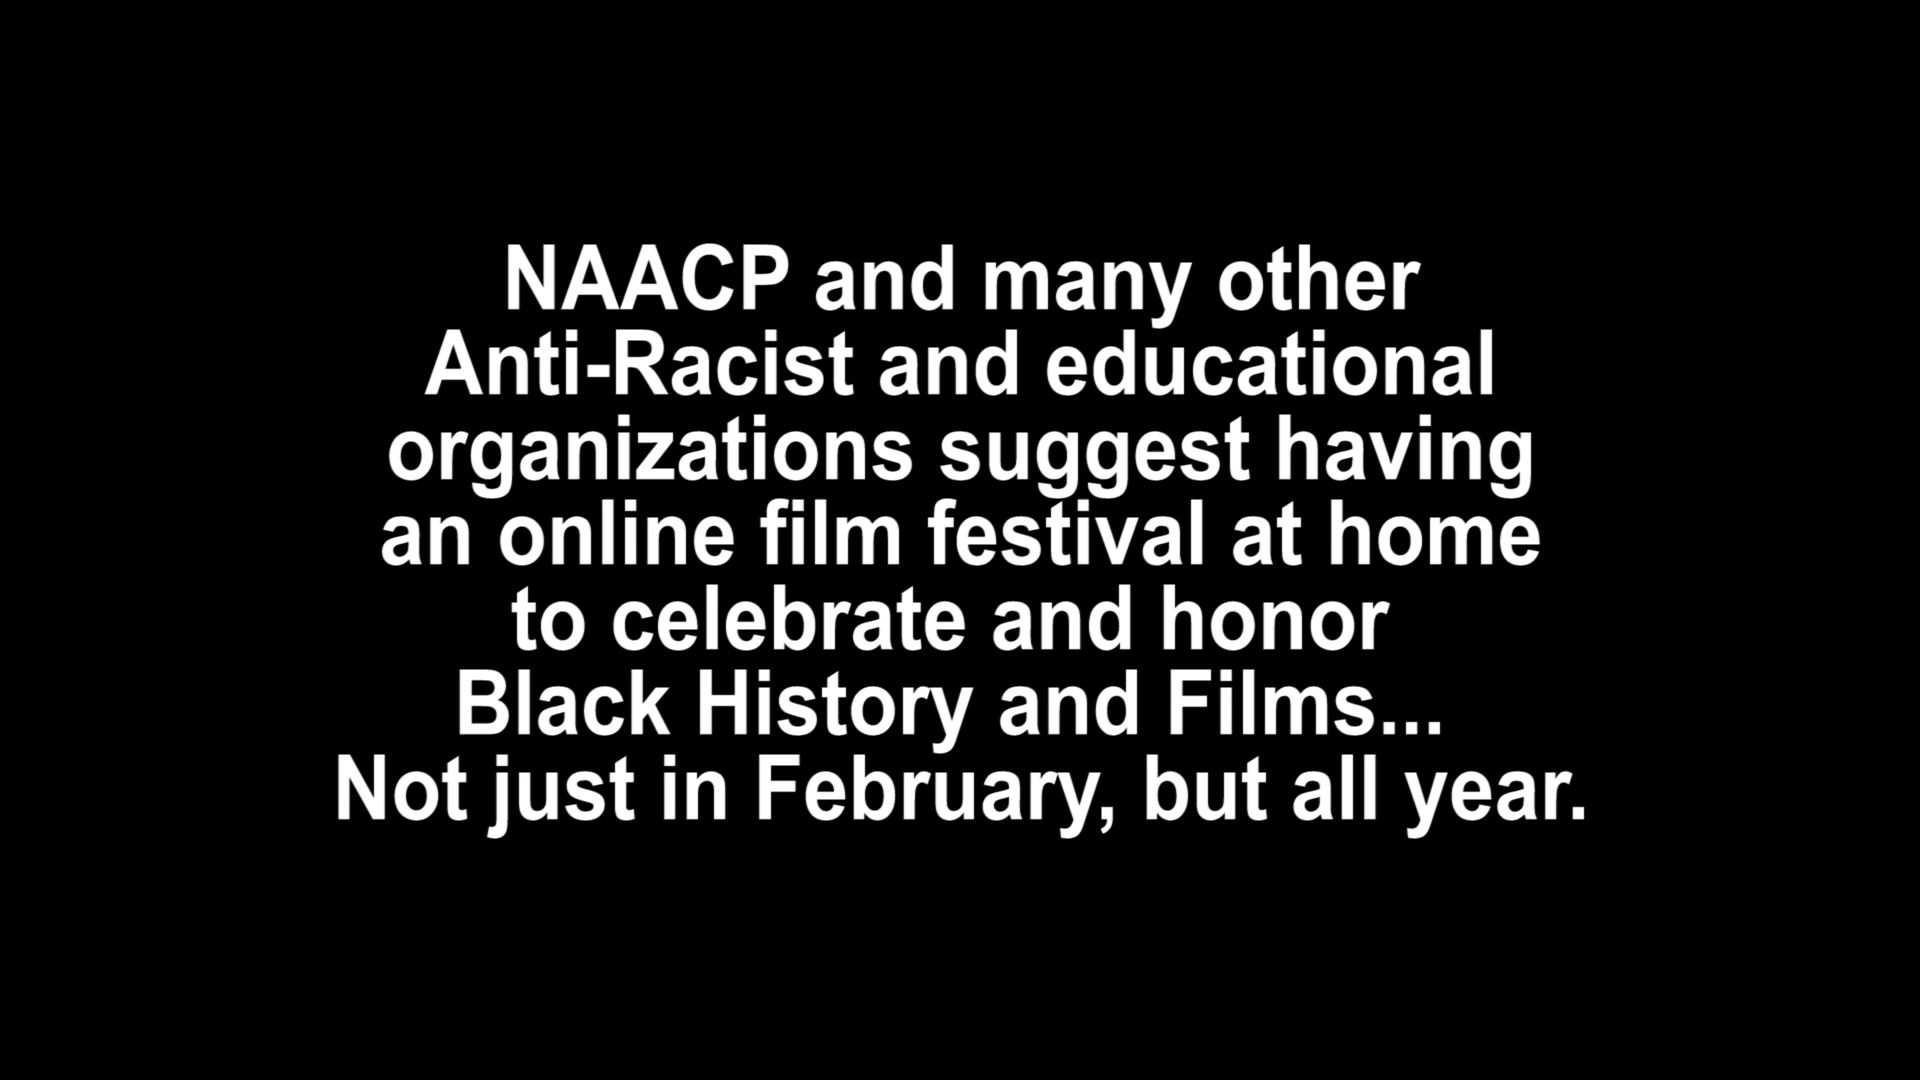 NAACP and many other
Anti-Racist and educational
organizations suggest having
an online film festival at home
to celebrate and honor
Black History and Films...
Not just in February, but all year.